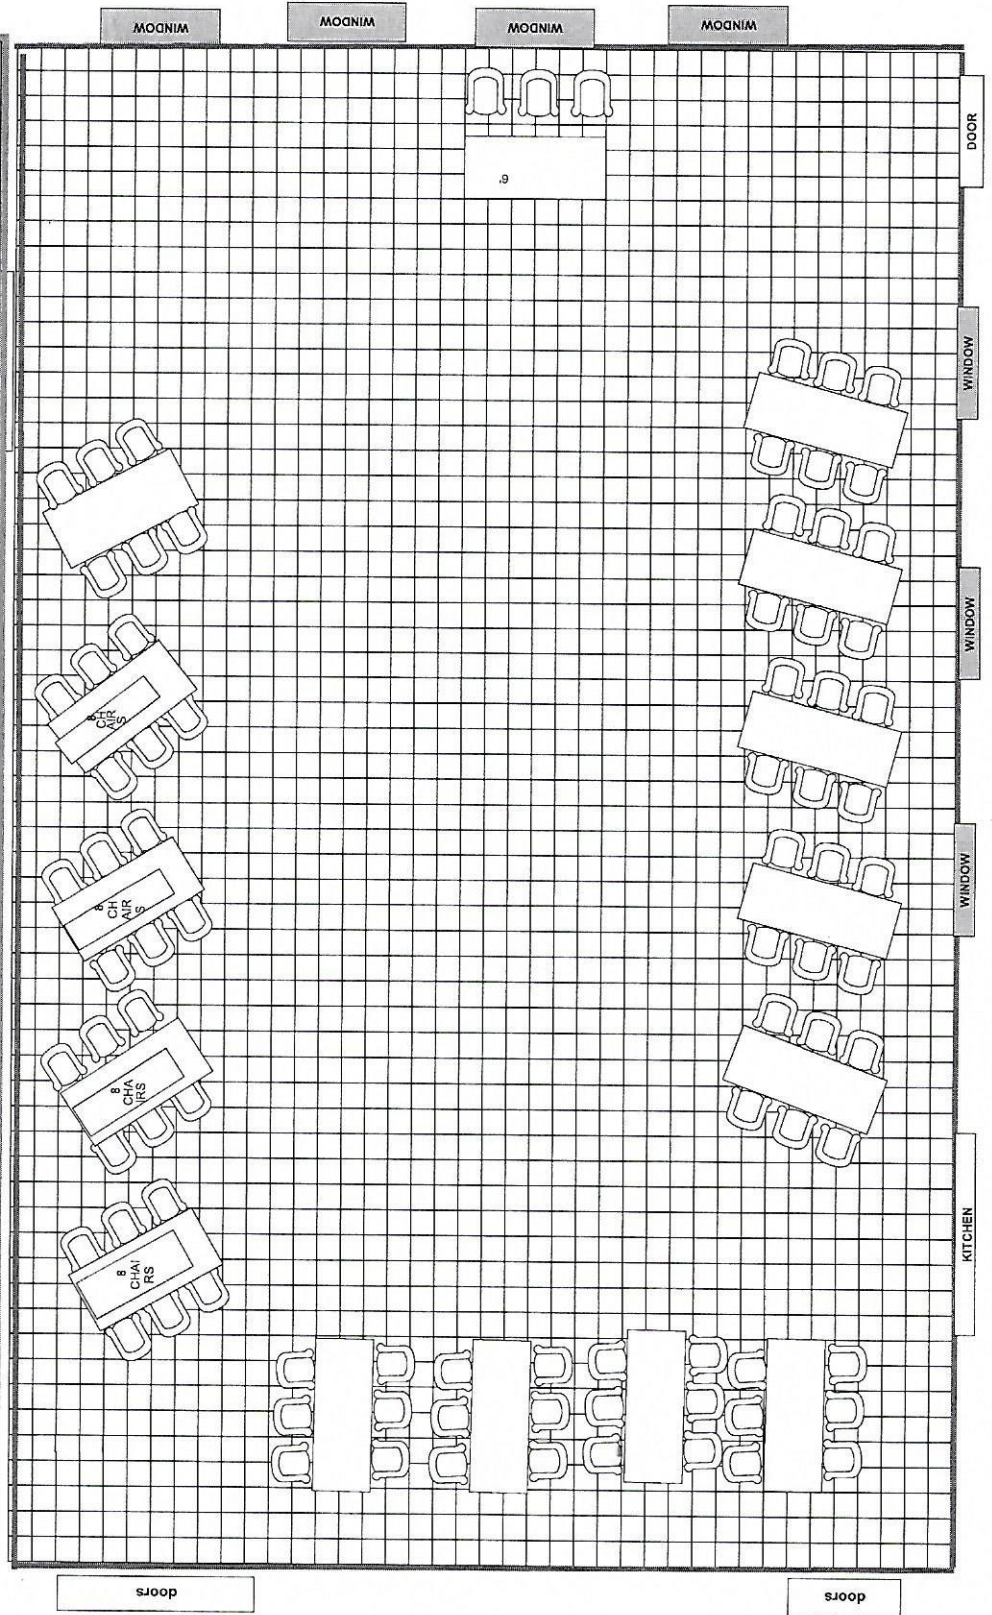 WINDOW
WINDOW
WINDOW
WINDOW
DOOR
6'
WINDOW
WINDOW
8
CH
AIR
S
WINDOW
8
CH
AIR
S
8
CHA
IRS
KITCHEN
8
CHAI
RS
doors
doors